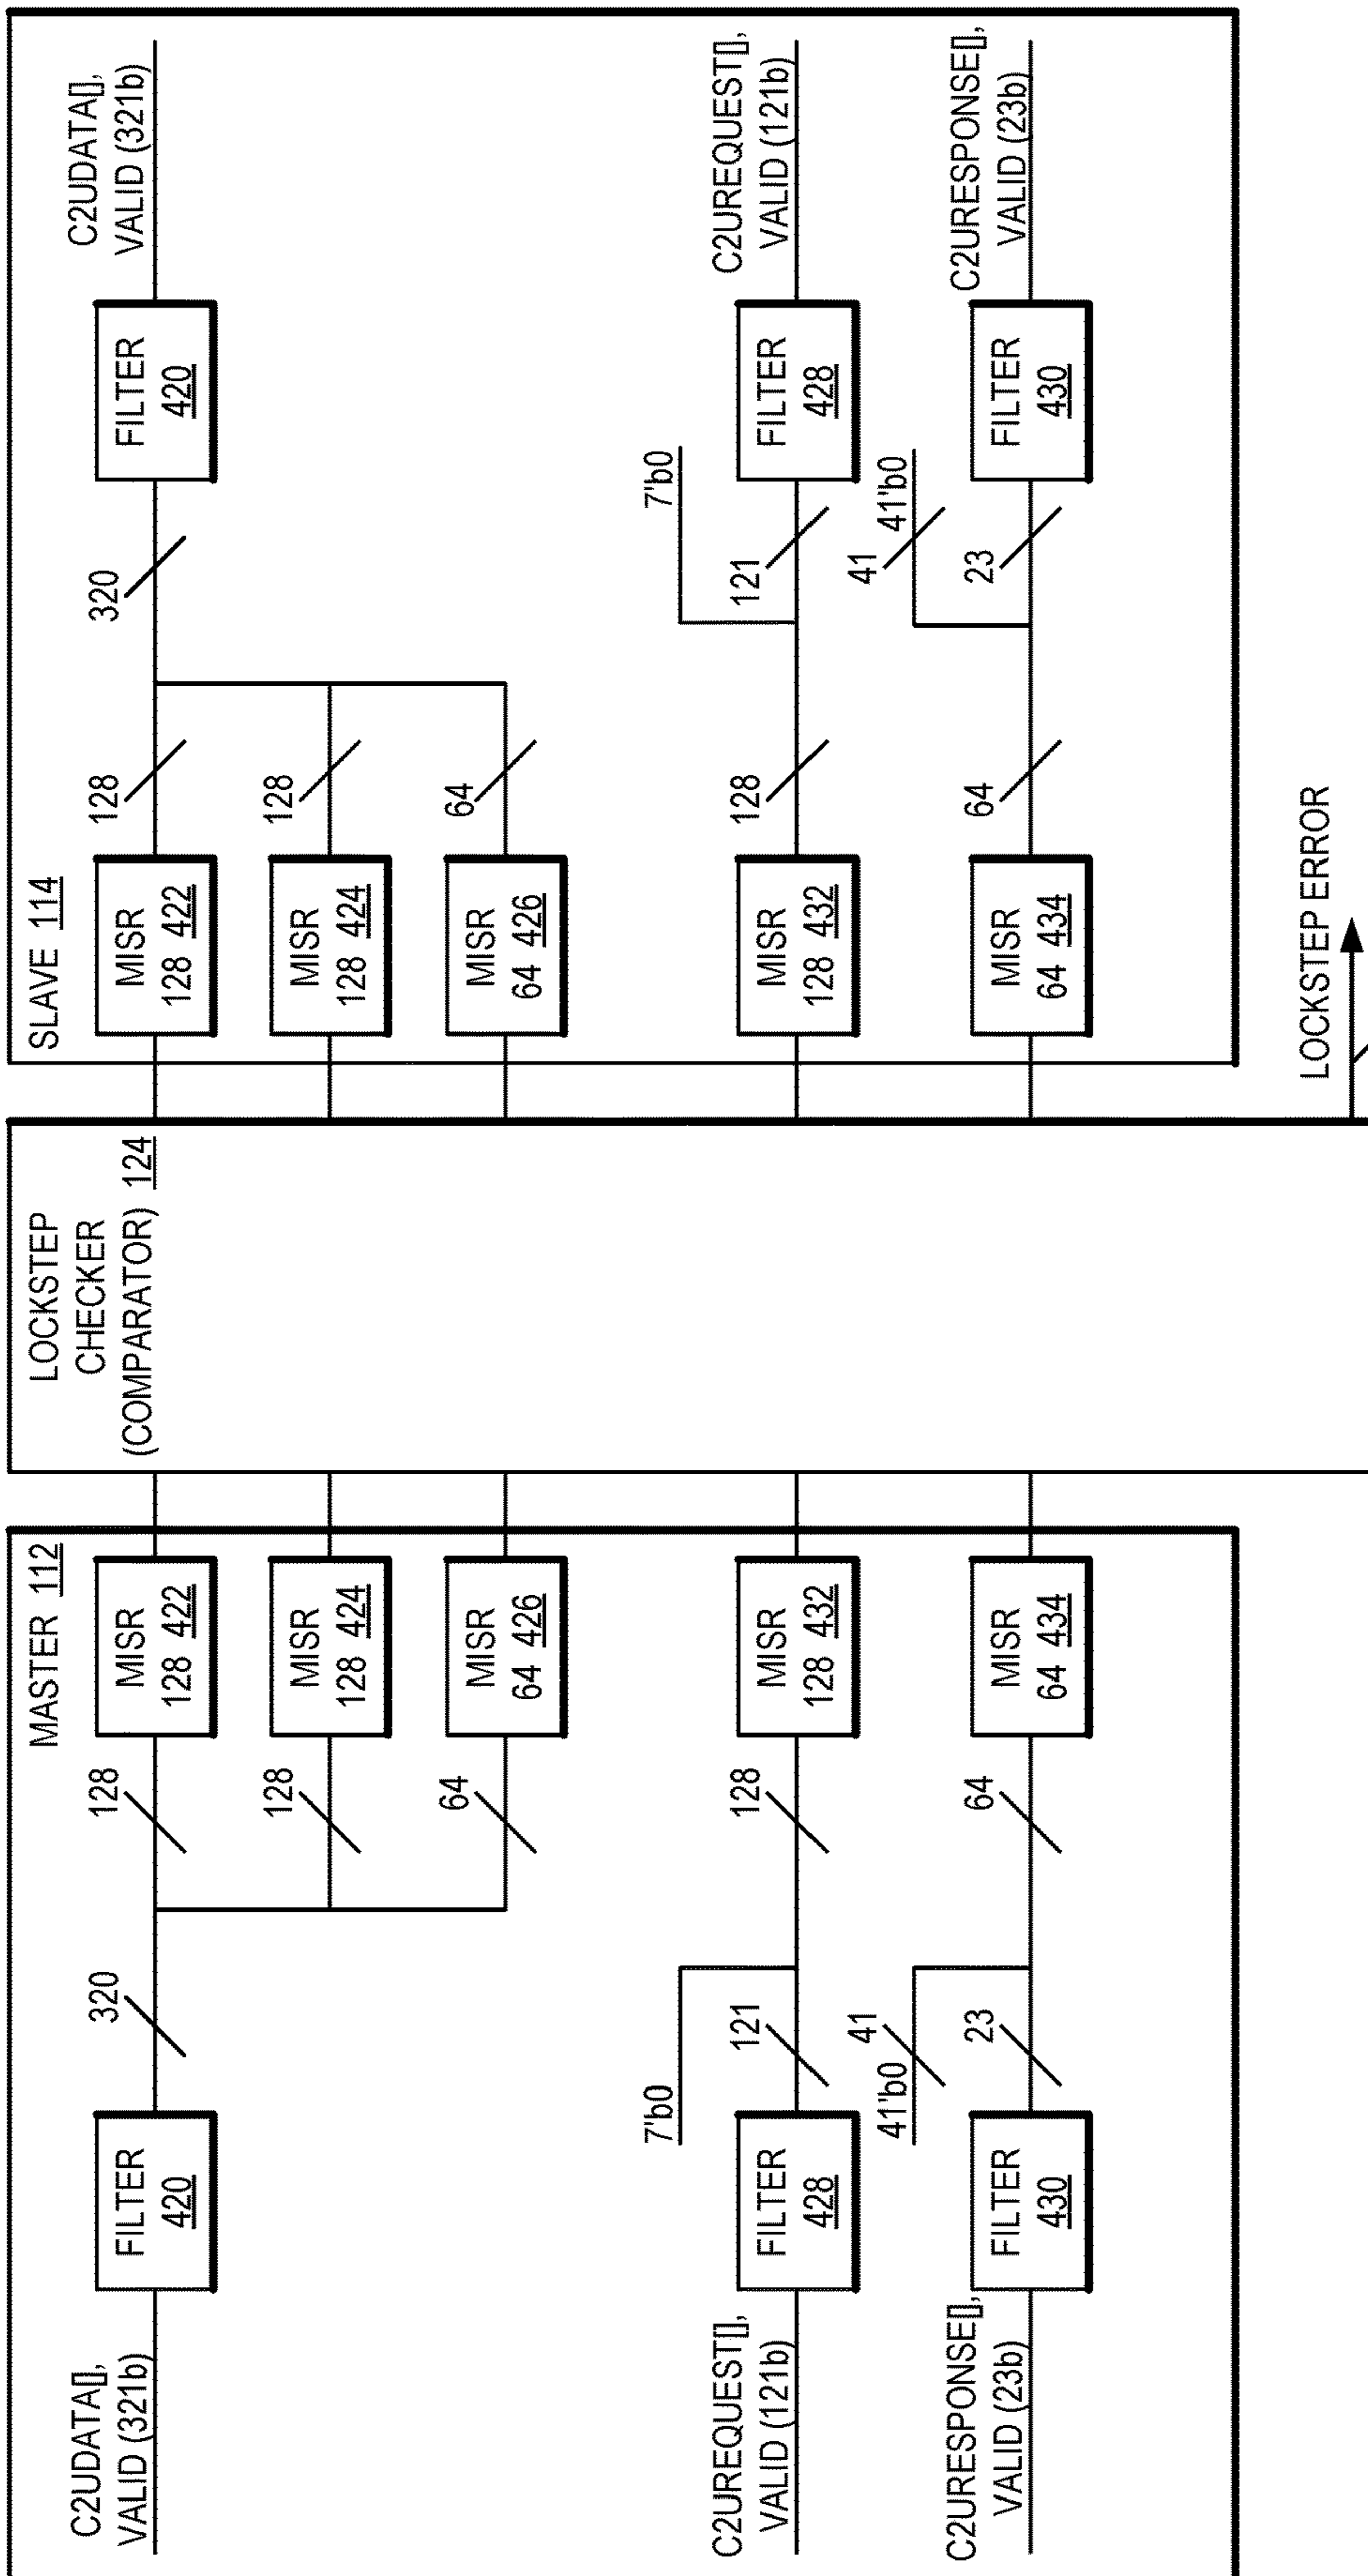 MASTER 112
C2UDATA[],
VALID (321b)
FILTER
420
320
128
MISR
128 422
128
MISR
128 424
64
MISR
64 426
C2UREQUEST[],
VALID (121b)
FILTER
428
7'b0
121
128
MISR
128 432
C2URESPONSE[],
VALID (23b)
FILTER
430
41'b0
41
23
64
MISR
64 434
LOCKSTEP
CHECKER
(COMPARATOR) 124
SLAVE 114
MISR
128 422
128
320
FILTER
420
C2UDATA[],
VALID (321b)
MISR
128 424
128
MISR
64 426
64
MISR
128 432
128
7'b0
121
FILTER
428
C2UREQUEST[],
VALID (121b)
MISR
64 434
64
41
41'b0
23
FILTER
430
C2URESPONSE[],
VALID (23b)
LOCKSTEP ERROR